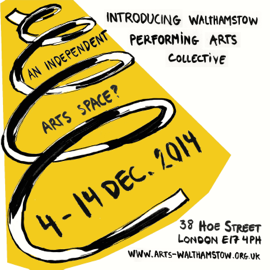 INTRODUCING WALTHAMSTOW
PERFORMING ARTS
COLLECTIVE
AN INDEPENDENT
ARTS SPACE?
4-14 DEC. 2014
38 HOE STREET
LONDON E17 4PH
WWW.ARTS-WALTHAMSTOW.ORG.UK